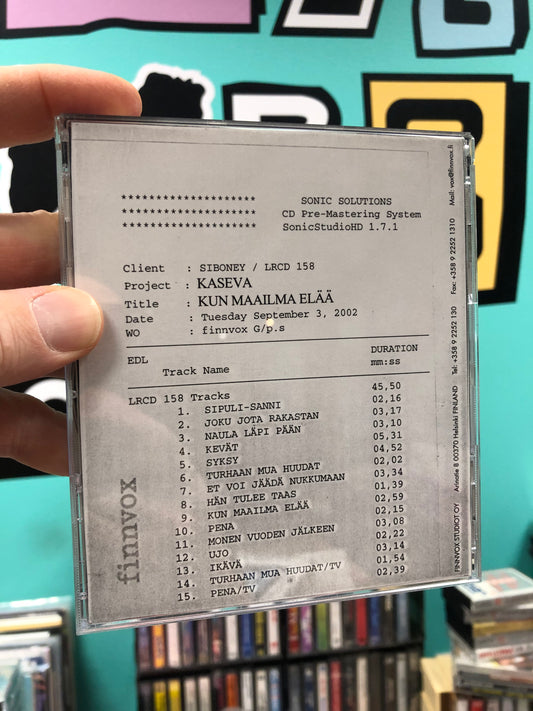 ******************** SONIC SOLUTIONS
******************** CD Pre-Mastering System
******************** SonicStudioHD 1.7.1
Client : SIBONEY / LRCD 158
Project : KASEVA
Title : KUN MAAILMA ELÄÄ
Date : Tuesday September 3, 2002
WO : finnvox G/p.s
EDL DURATION
Track Name mm:ss
LRCD 158 Tracks 45,50
1. SIPULI-SANNI 02,16
2. JOKU JOTA RAKASTAN 03,17
3. NAULA LÄPI PÄÄN 03,10
4. KEVÄT 05,31
5. SYKSY 04,52
6. TURHAAN MUA HUUDAT 02,02
7. ET VOI JÄÄDÄ NUKKUMAAN 03,34
8. HÄN TULEE TAAS 01,39
9. KUN MAAILMA ELÄÄ 02,59
10. PENA 02,15
11. MONEN VUODEN JÄLKEEN 03,08
12. UJO 02,22
13. IKÄVÄ 03,14
14. TURHAAN MUA HUUDAT/TV 01,54
15. PENA/TV 02,39
finnvox
FINNVOX STUDIOT OY Arinatie 8 00370 Helsinki FINLAND Tel: +358 9 2252 130 Fax: +358 9 2252 1310 Mail: vox@finnvox.fi